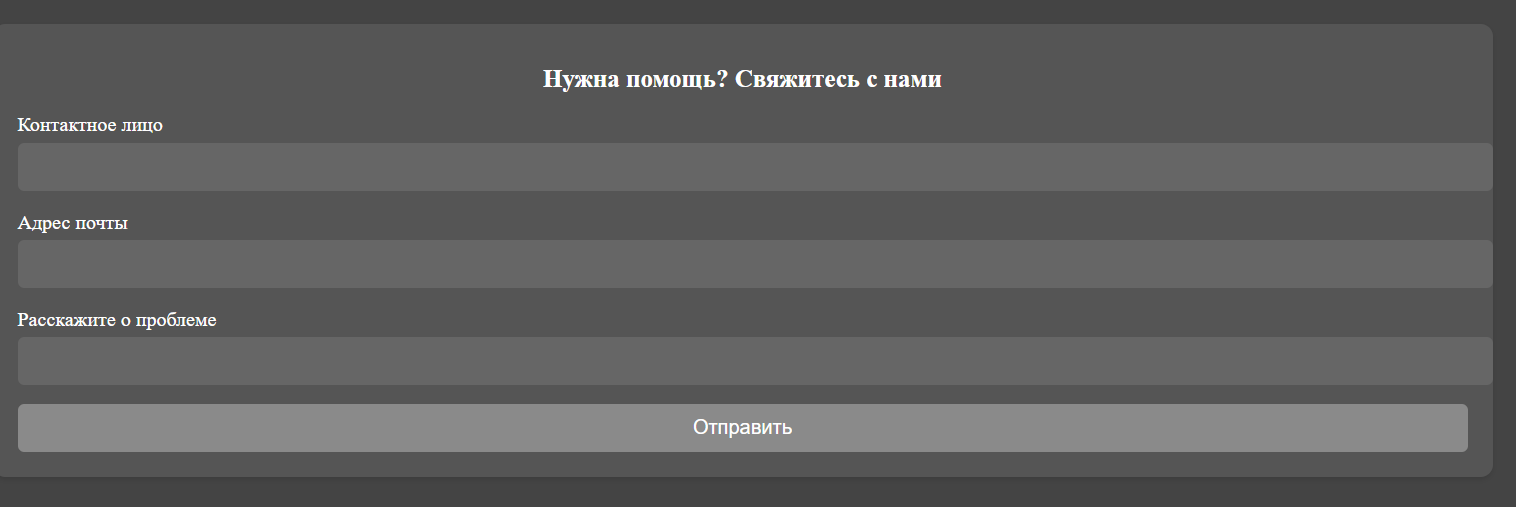 Нужна помощь? Свяжитесь с нами
Контактное лицо
Адрес почты
Расскажите о проблеме
Отправить